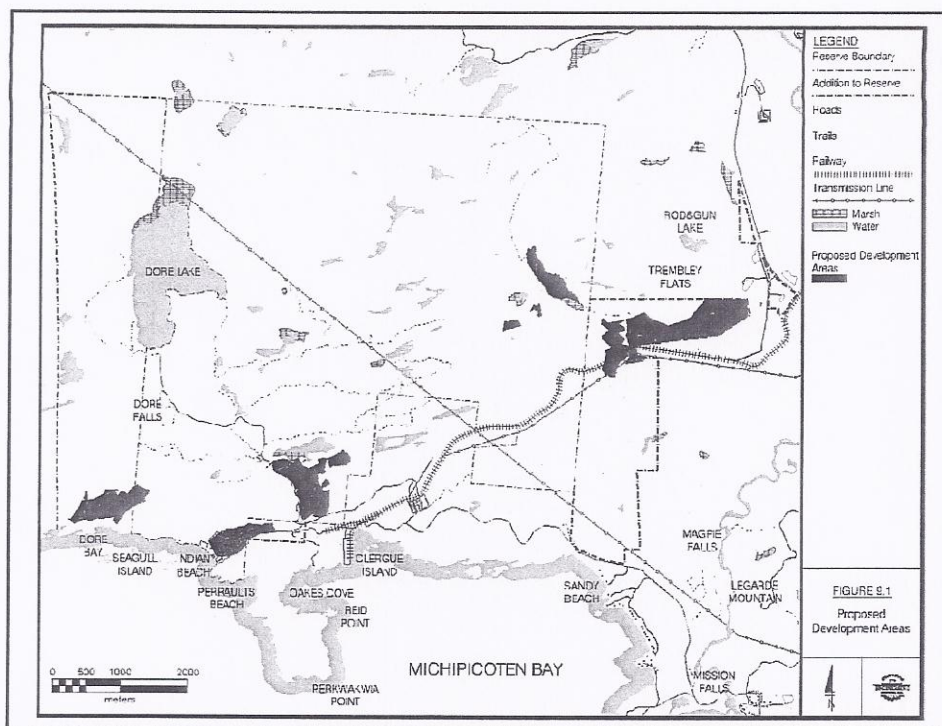 LEGEND
Reserve Boundary
Addition to Reserve
Roads
Trails
Railway
Transmission Line
Marsh
Water
Proposed Development
Areas
ROD&GUN
LAKE
TREMBLEY
FLATS
DORE LAKE
DORE
FALLS
DORE
BAY
SEAGULL
ISLAND
NDIAN
BEACH
PERRAULTS
BEACH
OAKES COVE
REID
POINT
CLERGUE
ISLAND
SANDY
BEACH
MAGPIE
FALLS
LEGARDE
MOUNTAIN
MISSION
FALLS
MICHIPICOTEN BAY
PERKWAKWIA
POINT
0 500 1000 2000
meters
FIGURE 9.1
Proposed
Development Areas
N